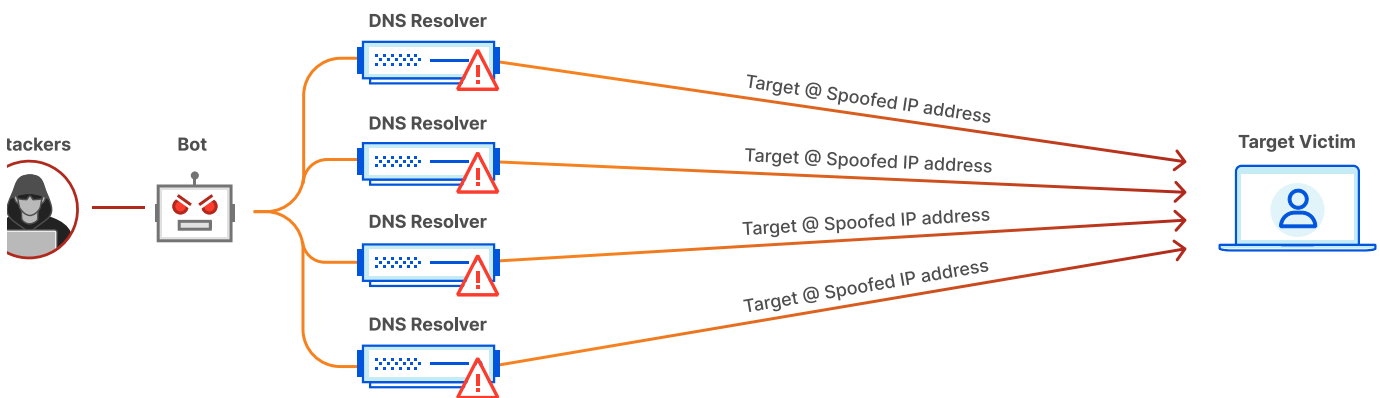 DNS Resolver
Target @ Spoofed IP address
DNS Resolver
tackers
Bot
Target @ Spoofed IP address
Target Victim
DNS Resolver
Target @ Spoofed IP address
DNS Resolver
Target @ Spoofed IP address